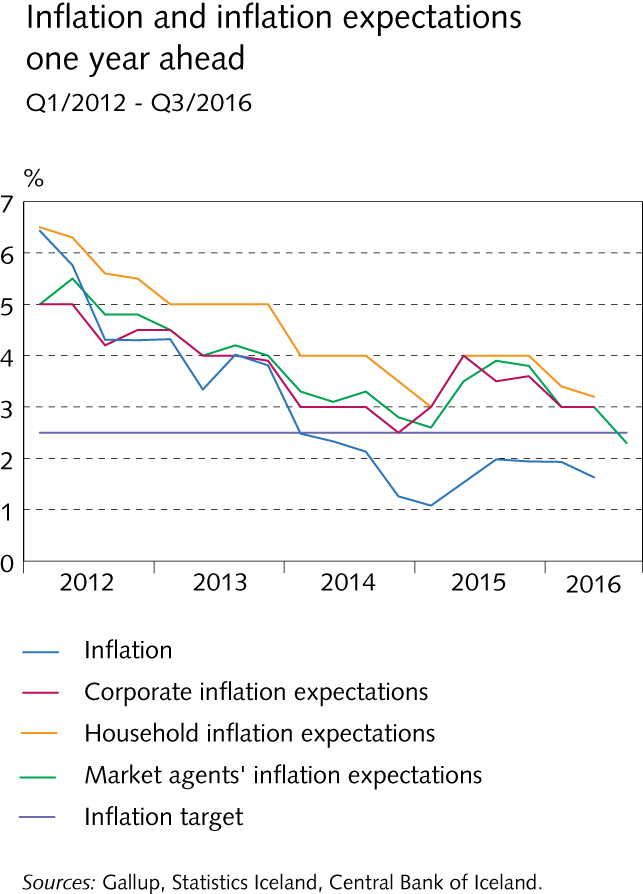 Inflation and inflation expectations
one year ahead
Q1/2012 - Q3/2016
%
7
6
5
4
3
2
1
0
2012 2013 2014 2015 2016
Inflation
Corporate inflation expectations
Household inflation expectations
Market agents' inflation expectations
Inflation target
Sources: Gallup, Statistics Iceland, Central Bank of Iceland.